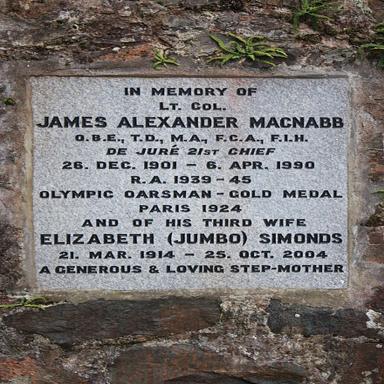 IN MEMORY OF
LT. COL.
JAMES ALEXANDER MACNABB
O.B.E., T.D., M.A., F.C.A., F.I.H.
DE JURÉ 21ST CHIEF
26. DEC. 1901 – 6. APR. 1990
R.A. 1939 – 45
OLYMPIC OARSMAN – GOLD MEDAL
PARIS 1924
AND OF HIS THIRD WIFE
ELIZABETH (JUMBO) SIMONDS
21. MAR. 1914 – 25. OCT. 2004
A GENEROUS & LOVING STEP-MOTHER